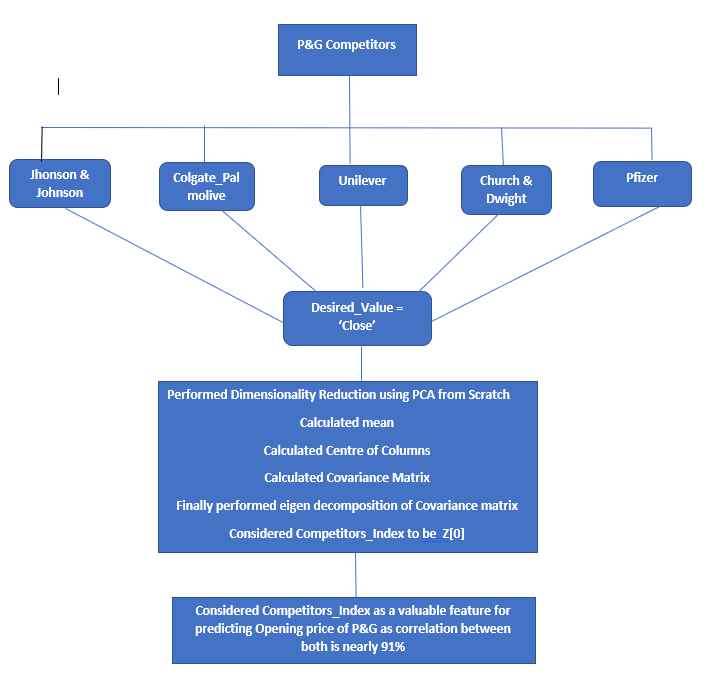 P&G Competitors
Jhonson &
Johnson
Colgate_Pal
molive
Unilever
Church &
Dwight
Pfizer
Desired_Value =
‘Close’
Performed Dimensionality Reduction using PCA from Scratch
Calculated mean
Calculated Centre of Columns
Calculated Covariance Matrix
Finally performed eigen decomposition of Covariance matrix
Considered Competitors_Index to be Z[0]
Considered Competitors_Index as a valuable feature for
predicting Opening price of P&G as correlation between
both is nearly 91%